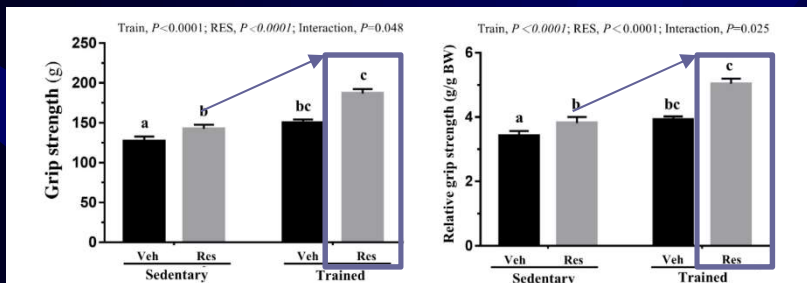 Train, P<0.0001; RES, P<0.0001; Interaction, P=0.048
Grip strength (g)
250
200
150
100
50
0
a
b
bc
c
Veh
Res
Veh
Res
Sedentary
Trained
Train, P<0.0001; RES, P<0.0001; Interaction, P=0.025
Relative grip strength (g/g BW)
6
4
2
0
a
b
bc
c
Veh
Res
Veh
Res
Sedentary
Trained